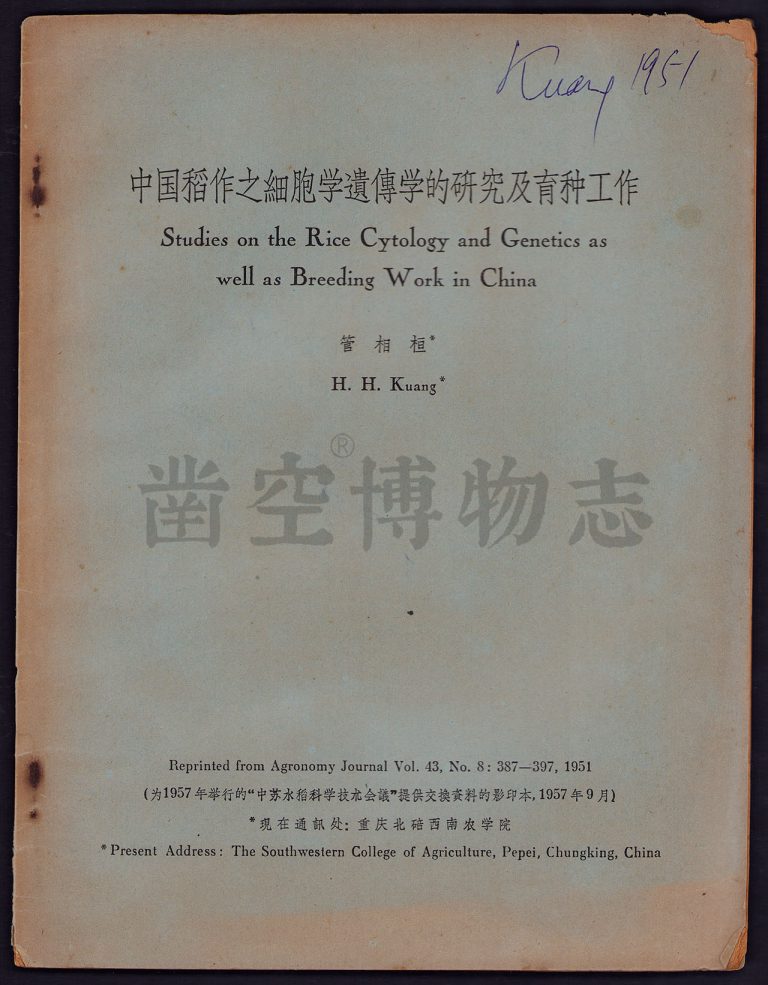 Kuang 1951
中国稻作之細胞学遺傳学的研究及育种工作
Studies on the Rice Cytology and Genetics as
well as Breeding Work in China
管相桓*
H. H. Kuang*
凿空博物志®
Reprinted from Agronomy Journal Vol. 43, No. 8: 387—397, 1951
(为1957年举行的“中苏水稻科学技朮会議”提供交換資料的影印本, 1957年9月)
*現在通訊处: 重庆北碚西南农学院
*Present Address: The Southwestern College of Agriculture, Pepei, Chungking, China